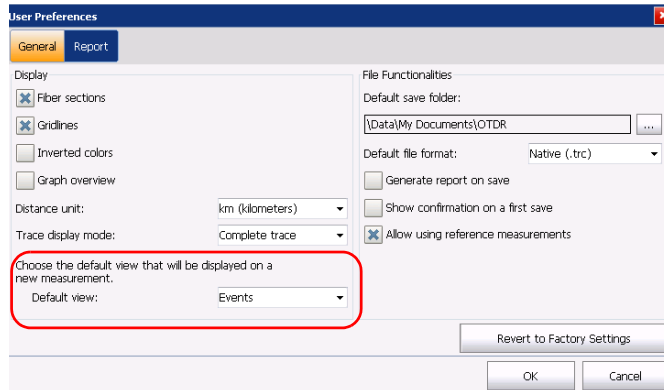 User Preferences
General
Report
Display
Fiber sections
Gridlines
Inverted colors
Graph overview
Distance unit: km (kilometers)
Trace display mode: Complete trace
Choose the default view that will be displayed on a
new measurement.
Default view: Events
File Functionalities
Default save folder:
\Data\My Documents\OTDR
...
Default file format: Native (.trc)
Generate report on save
Show confirmation on a first save
Allow using reference measurements
Revert to Factory Settings
OK
Cancel